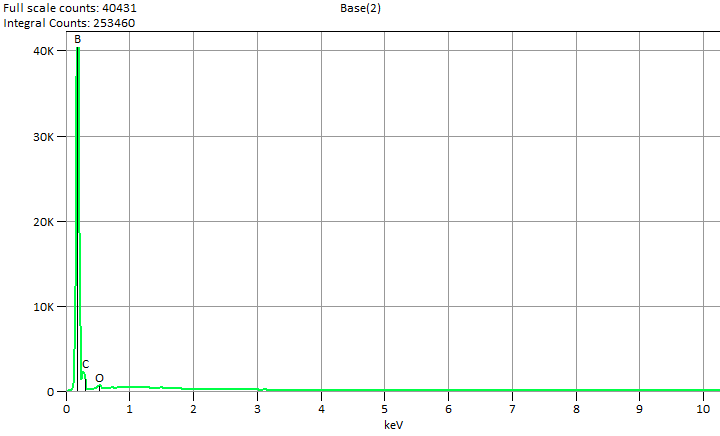 Full scale counts: 40431
Base(2)
Integral Counts: 253460
B
40K
30K
20K
10K
C
O
0
0 1 2 3 4 5 6 7 8 9 10
keV